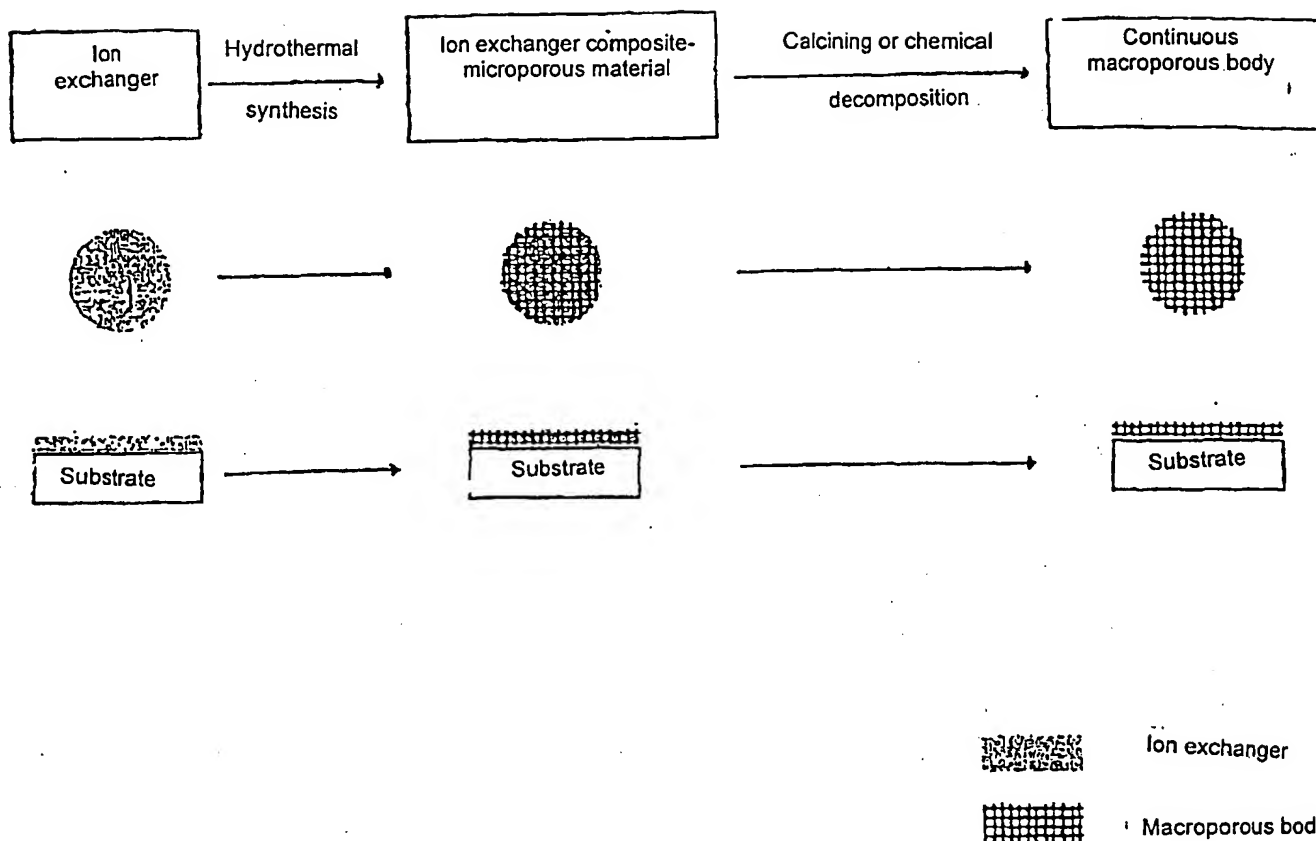 Ion
exchanger
Hydrothermal
synthesis
Ion exchanger composite-
microporous material
Calcining or chemical
decomposition
Continuous
macroporous body
Substrate
Substrate
Substrate
Ion exchanger
Macroporous bod